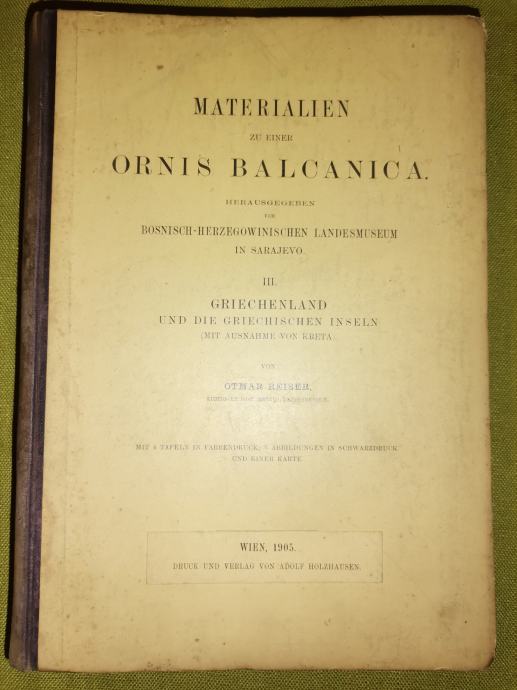 MATERIALIEN
ZU EINER
ORNIS BALCANICA.
HERAUSGEGEBEN
VOM
BOSNISCH-HERZEGOWINISCHEN LANDESMUSEUM
IN SARAJEVO.
III.
GRIECHENLAND
UND DIE GRIECHISCHEN INSELN
(MIT AUSNAHME VON KRETA).
VON
OTMAR REISER,
MIT 4 TAFELN IN FARBENDRUCK, ABBILDUNGEN IN SCHWARZDRUCK
UND EINER KARTE.
WIEN, 1905.
DRUCK UND VERLAG VON ADOLF HOLZHAUSEN.